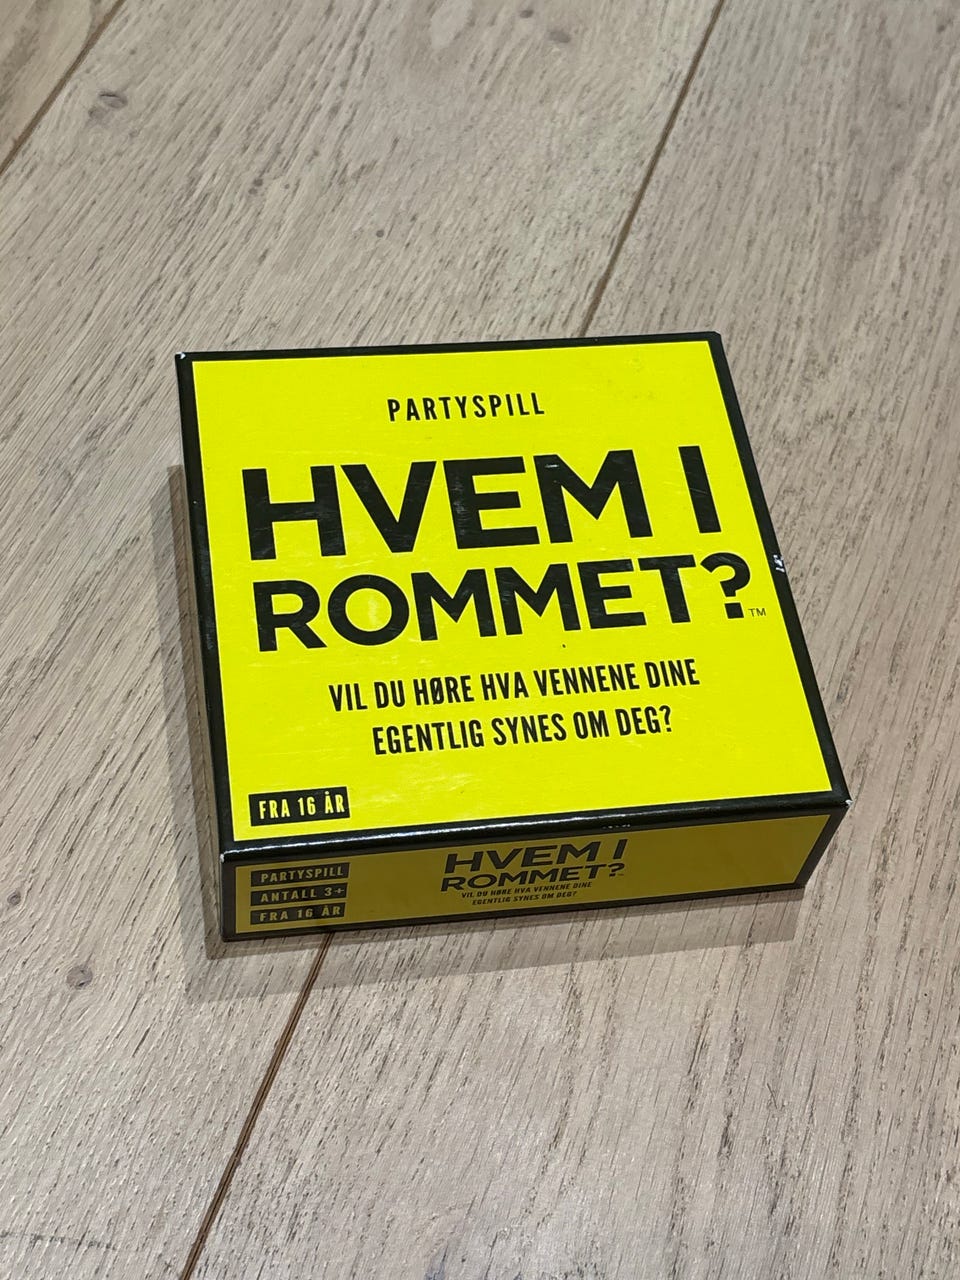 PARTYSPILL
HVEM I
ROMMET?™
VIL DU HØRE HVA VENNENE DINE
EGENTLIG SYNES OM DEG?
FRA 16 ÅR
PARTYSPILL
ANTALL 3+
FRA 16 ÅR
HVEM I
ROMMET?™
VIL DU HØRE HVA VENNENE DINE
EGENTLIG SYNES OM DEG?